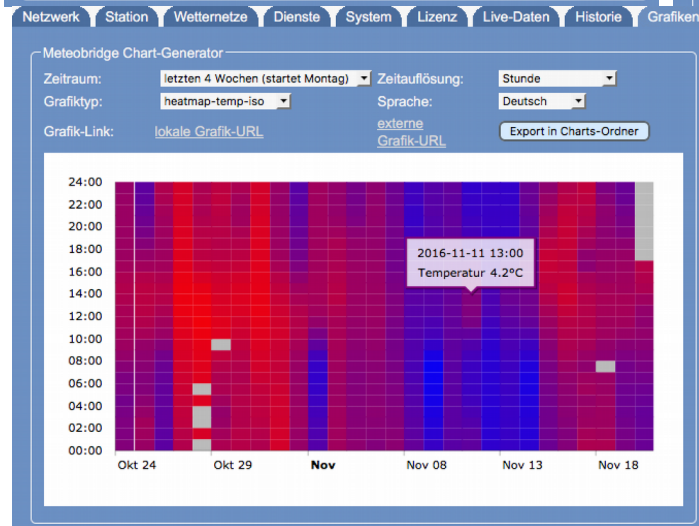 Netzwerk Station Wetternetze Dienste System Lizenz Live-Daten Historie Grafiken
Meteobridge Chart-Generator
Zeitraum: letzten 4 Wochen (startet Montag) Zeitauflösung: Stunde
Grafiktyp: heatmap-temp-iso Sprache: Deutsch
Grafik-Link: lokale Grafik-URL externe Grafik-URL Export in Charts-Ordner
24:00
22:00
20:00
18:00
16:00
14:00
12:00
10:00
08:00
06:00
04:00
02:00
00:00
2016-11-11 13:00
Temperatur 4.2°C
Okt 24 Okt 29 Nov Nov 08 Nov 13 Nov 18